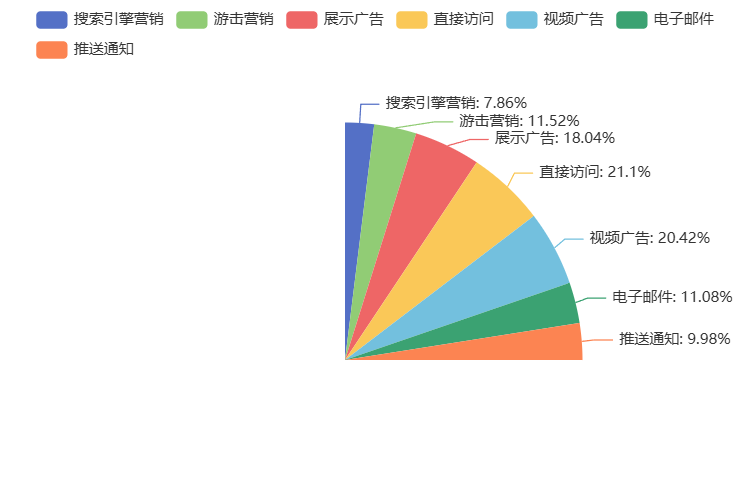 搜索引擎营销 游击营销 展示广告 直接访问 视频广告 电子邮件
推送通知
搜索引擎营销: 7.86%
游击营销: 11.52%
展示广告: 18.04%
直接访问: 21.1%
视频广告: 20.42%
电子邮件: 11.08%
推送通知: 9.98%